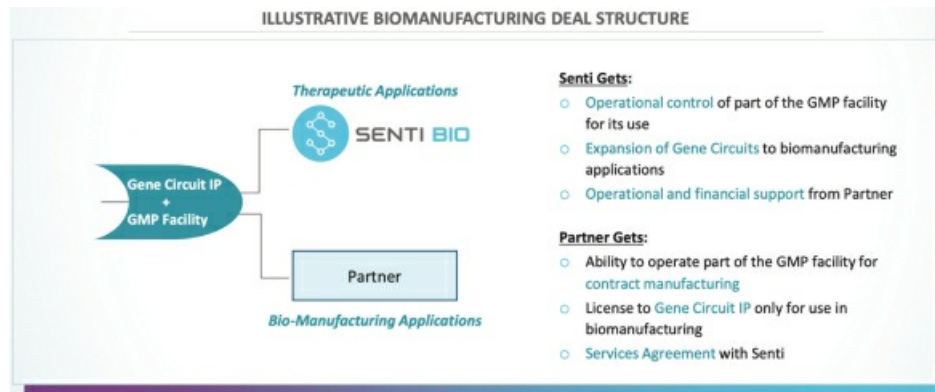 ILLUSTRATIVE BIOMANUFACTURING DEAL STRUCTURE
Therapeutic Applications
SENTI BIO
Gene Circuit IP
+
GMP Facility
Partner
Bio-Manufacturing Applications
Senti Gets:
Operational control of part of the GMP facility
for its use
Expansion of Gene Circuits to biomanufacturing
applications
Operational and financial support from Partner
Partner Gets:
Ability to operate part of the GMP facility for
contract manufacturing
License to Gene Circuit IP only for use in
biomanufacturing
Services Agreement with Senti